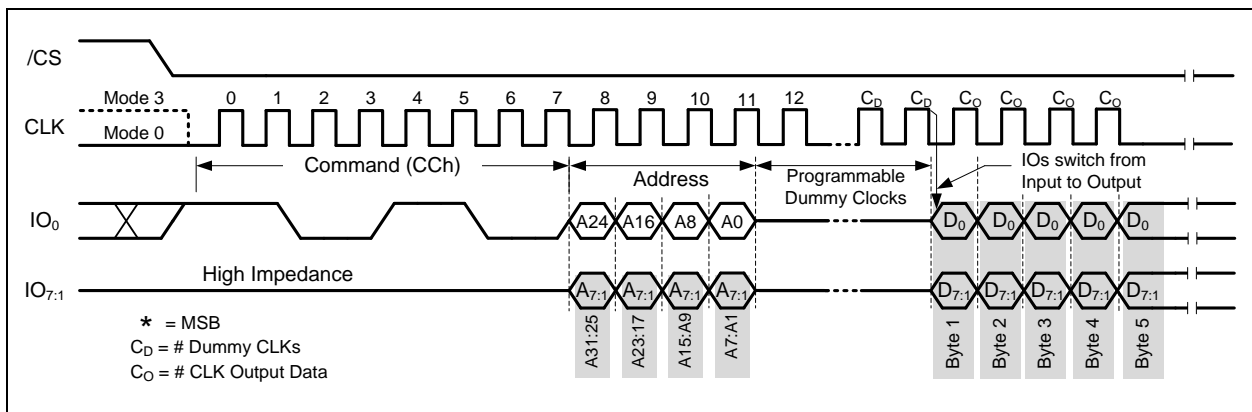 /CS
0 1 2 3 4 5 6 7 8 9 10 11 12 CD CD CO CO CO CO
Mode 3
CLK
Mode 0
Command (CCh)
Address
Programmable
Dummy Clocks
IOs switch from
Input to Output
IO0
A24 A16 A8 A0 D0 D0 D0 D0 D0
High Impedance
IO7:1
A7:1 A7:1 A7:1 A7:1 D7:1 D7:1 D7:1 D7:1 D7:1
A31:25 A23:17 A15:A9 A7:A1 Byte 1 Byte 2 Byte 3 Byte 4 Byte 5
* = MSB
CD = # Dummy CLKs
CO = # CLK Output Data